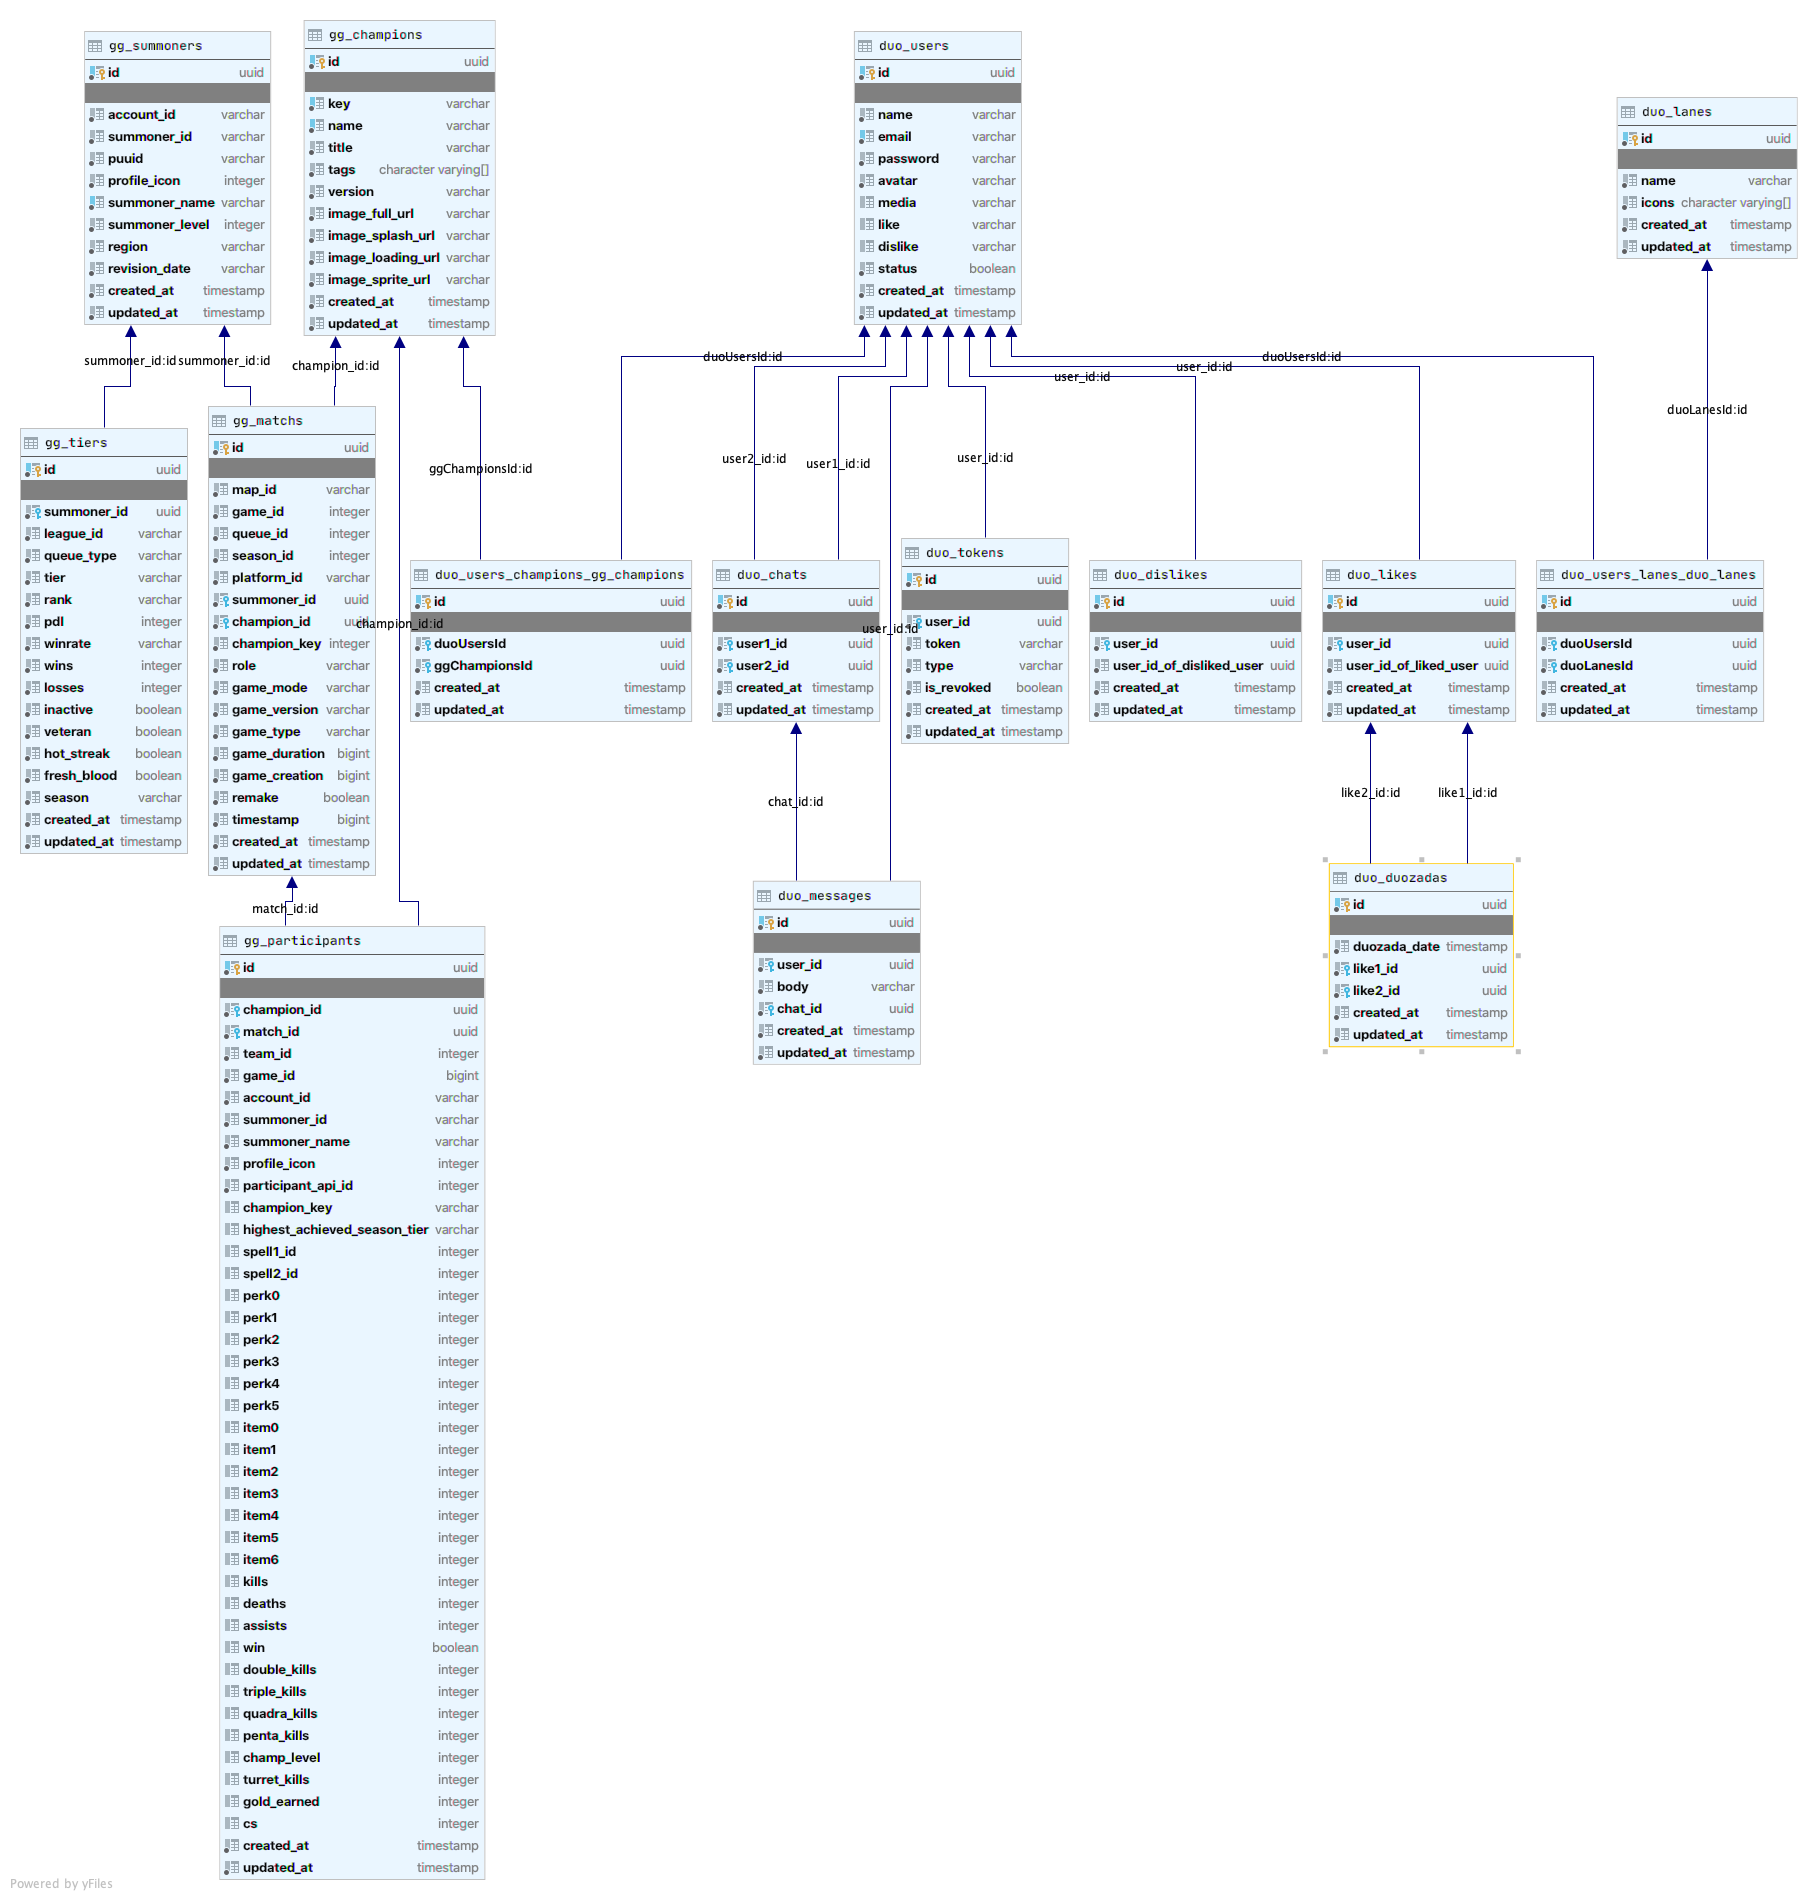 gg_summoners
id uuid
account_id varchar
summoner_id varchar
puuid varchar
profile_icon integer
summoner_name varchar
summoner_level integer
region varchar
revision_date varchar
created_at timestamp
updated_at timestamp
gg_champions
id uuid
key varchar
name varchar
title varchar
tags character varying[]
version varchar
image_full_url varchar
image_splash_url varchar
image_loading_url varchar
image_sprite_url varchar
created_at timestamp
updated_at timestamp
duo_users
id uuid
name varchar
email varchar
password varchar
avatar varchar
media varchar
like varchar
dislike varchar
status boolean
created_at timestamp
updated_at timestamp
duo_lanes
id uuid
name varchar
icons character varying[]
created_at timestamp
updated_at timestamp
summoner_id:id
summoner_id:id
champion_id:id
duoUsersId:id
user_id:id
user_id:id
duoUsersId:id
duoLanesId:id
ggChampionsId:id
user2_id:id
user1_id:id
user_id:id
gg_tiers
id uuid
summoner_id uuid
league_id varchar
queue_type varchar
tier varchar
rank varchar
pdl integer
winrate varchar
wins integer
losses integer
inactive boolean
veteran boolean
hot_streak boolean
fresh_blood boolean
season varchar
created_at timestamp
updated_at timestamp
gg_matchs
id uuid
map_id varchar
game_id integer
queue_id integer
season_id integer
platform_id varchar
summoner_id uuid
champion_id uuid
champion_key integer
role varchar
game_mode varchar
game_version varchar
game_type varchar
game_duration bigint
game_creation bigint
remake boolean
timestamp bigint
created_at timestamp
updated_at timestamp
champion_id:id
duo_users_champions_gg_champions
id uuid
duoUsersId uuid
ggChampionsId uuid
created_at timestamp
updated_at timestamp
duo_chats
id uuid
user1_id uuid
user2_id uuid
created_at timestamp
updated_at timestamp
user_id:id
duo_tokens
id uuid
user_id uuid
token varchar
type varchar
is_revoked boolean
created_at timestamp
updated_at timestamp
duo_dislikes
id uuid
user_id uuid
user_id_of_disliked_user uuid
created_at timestamp
updated_at timestamp
duo_likes
id uuid
user_id uuid
user_id_of_liked_user uuid
created_at timestamp
updated_at timestamp
duo_users_lanes_duo_lanes
id uuid
duoUsersId uuid
duoLanesId uuid
created_at timestamp
updated_at timestamp
chat_id:id
like2_id:id
like1_id:id
match_id:id
duo_messages
id uuid
user_id uuid
body varchar
chat_id uuid
created_at timestamp
updated_at timestamp
duo_duozadas
id uuid
duozada_date timestamp
like1_id uuid
like2_id uuid
created_at timestamp
updated_at timestamp
gg_participants
id uuid
champion_id uuid
match_id uuid
team_id integer
game_id bigint
account_id varchar
summoner_id varchar
summoner_name varchar
profile_icon integer
participant_api_id integer
champion_key varchar
highest_achieved_season_tier varchar
spell1_id integer
spell2_id integer
perk0 integer
perk1 integer
perk2 integer
perk3 integer
perk4 integer
perk5 integer
item0 integer
item1 integer
item2 integer
item3 integer
item4 integer
item5 integer
item6 integer
kills integer
deaths integer
assists integer
win boolean
double_kills integer
triple_kills integer
quadra_kills integer
penta_kills integer
champ_level integer
turret_kills integer
gold_earned integer
cs integer
created_at timestamp
updated_at timestamp
Powered by yFiles